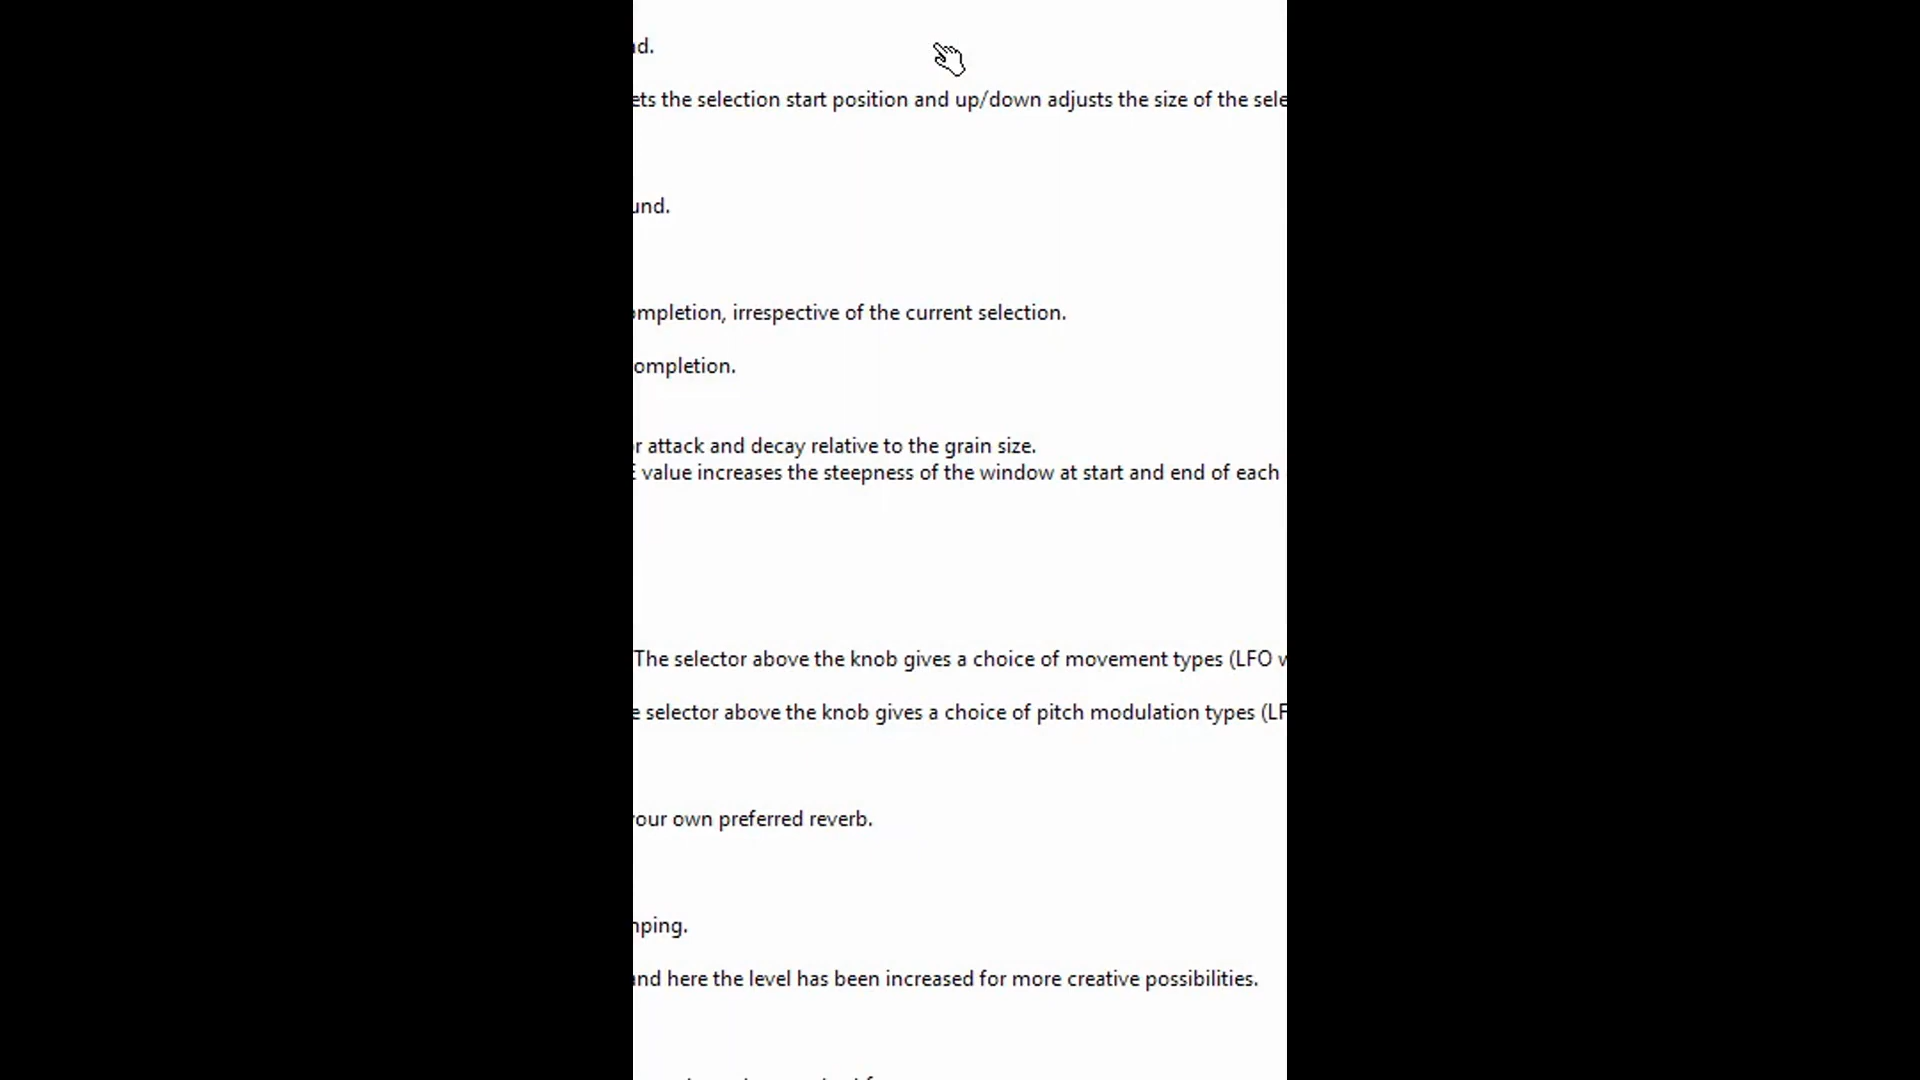 nd.
ets the selection start position and up/down adjusts the size of the sele
und.
ompletion, irrespective of the current selection.
ompletion.
r attack and decay relative to the grain size.
E value increases the steepness of the window at start and end of each
The selector above the knob gives a choice of movement types (LFO
e selector above the knob gives a choice of pitch modulation types (LF
your own preferred reverb.
mping.
and here the level has been increased for more creative possibilities.